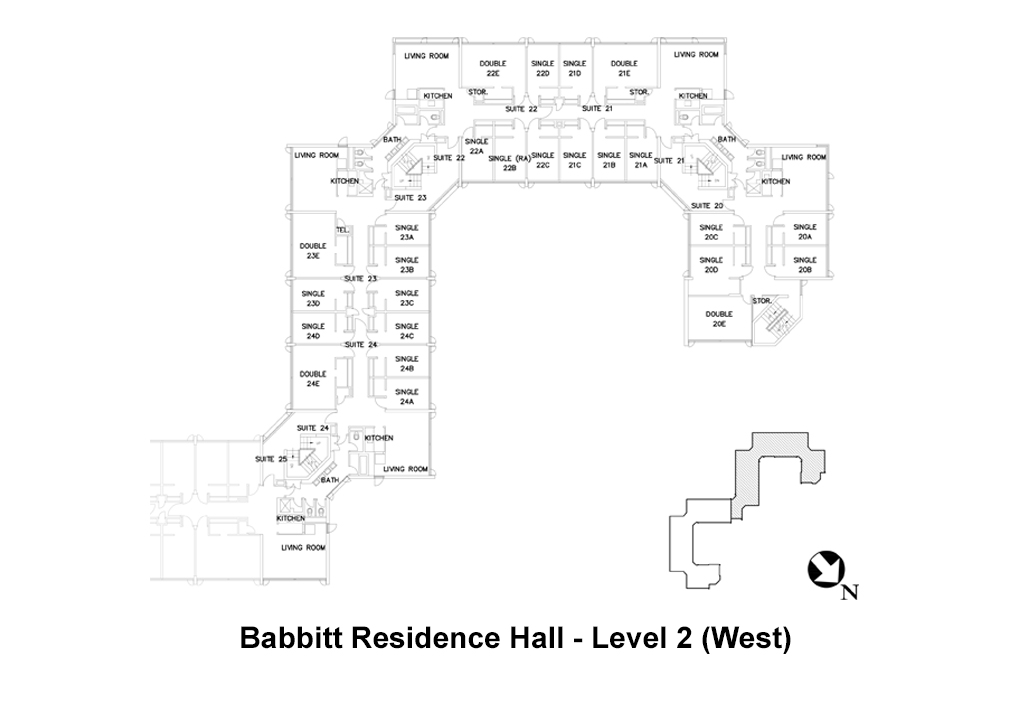 LIVING ROOM
DOUBLE
22E
SINGLE
22D
SINGLE
21D
DOUBLE
21E
LIVING ROOM
KITCHEN
STOR.
SUITE 22
SUITE 21
STOR.
KITCHEN
BATH
SUITE 22
SINGLE
22A
SINGLE (RA)
22B
SINGLE
22C
SINGLE
21C
SINGLE
21B
SINGLE
21A
SUITE 21
BATH
LIVING ROOM
KITCHEN
SUITE 23
LIVING ROOM
KITCHEN
SUITE 20
TEL.
SINGLE
23A
DOUBLE
23E
SINGLE
23B
SUITE 23
SINGLE
23D
SINGLE
23C
SINGLE
24D
SINGLE
24C
SUITE 24
SINGLE
24B
DOUBLE
24E
SINGLE
24A
SINGLE
20C
SINGLE
20A
SINGLE
20D
SINGLE
20B
STOR.
DOUBLE
20E
SUITE 24
KITCHEN
SUITE 25
LIVING ROOM
BATH
KITCHEN
LIVING ROOM
N
Babbitt Residence Hall - Level 2 (West)